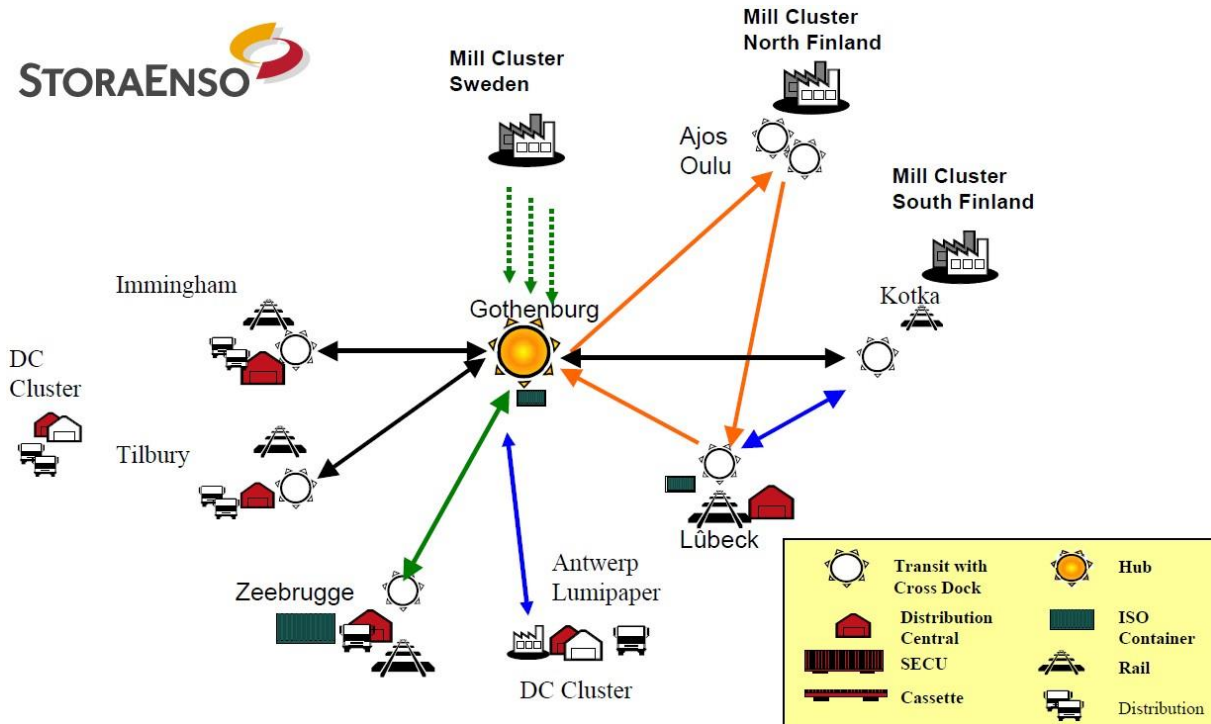 STORAENSO
Mill Cluster
Sweden
Mill Cluster
North Finland
Ajos
Oulu
Mill Cluster
South Finland
Immingham
Gothenburg
Kotka
DC
Cluster
Tilbury
Lûbeck
Zeebrugge
Antwerp
Lumipaper
DC Cluster
Transit with
Cross Dock
Hub
Distribution
Central
ISO
Container
SECU
Rail
Cassette
Distribution